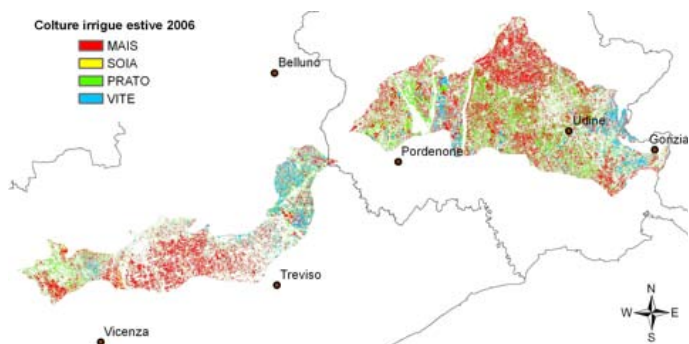 Colture irrigue estive 2006
MAIS
SOIA
PRATO
VITE
Belluno
Udine
Gorizia
Pordenone
Treviso
Vicenza
N
W E
S